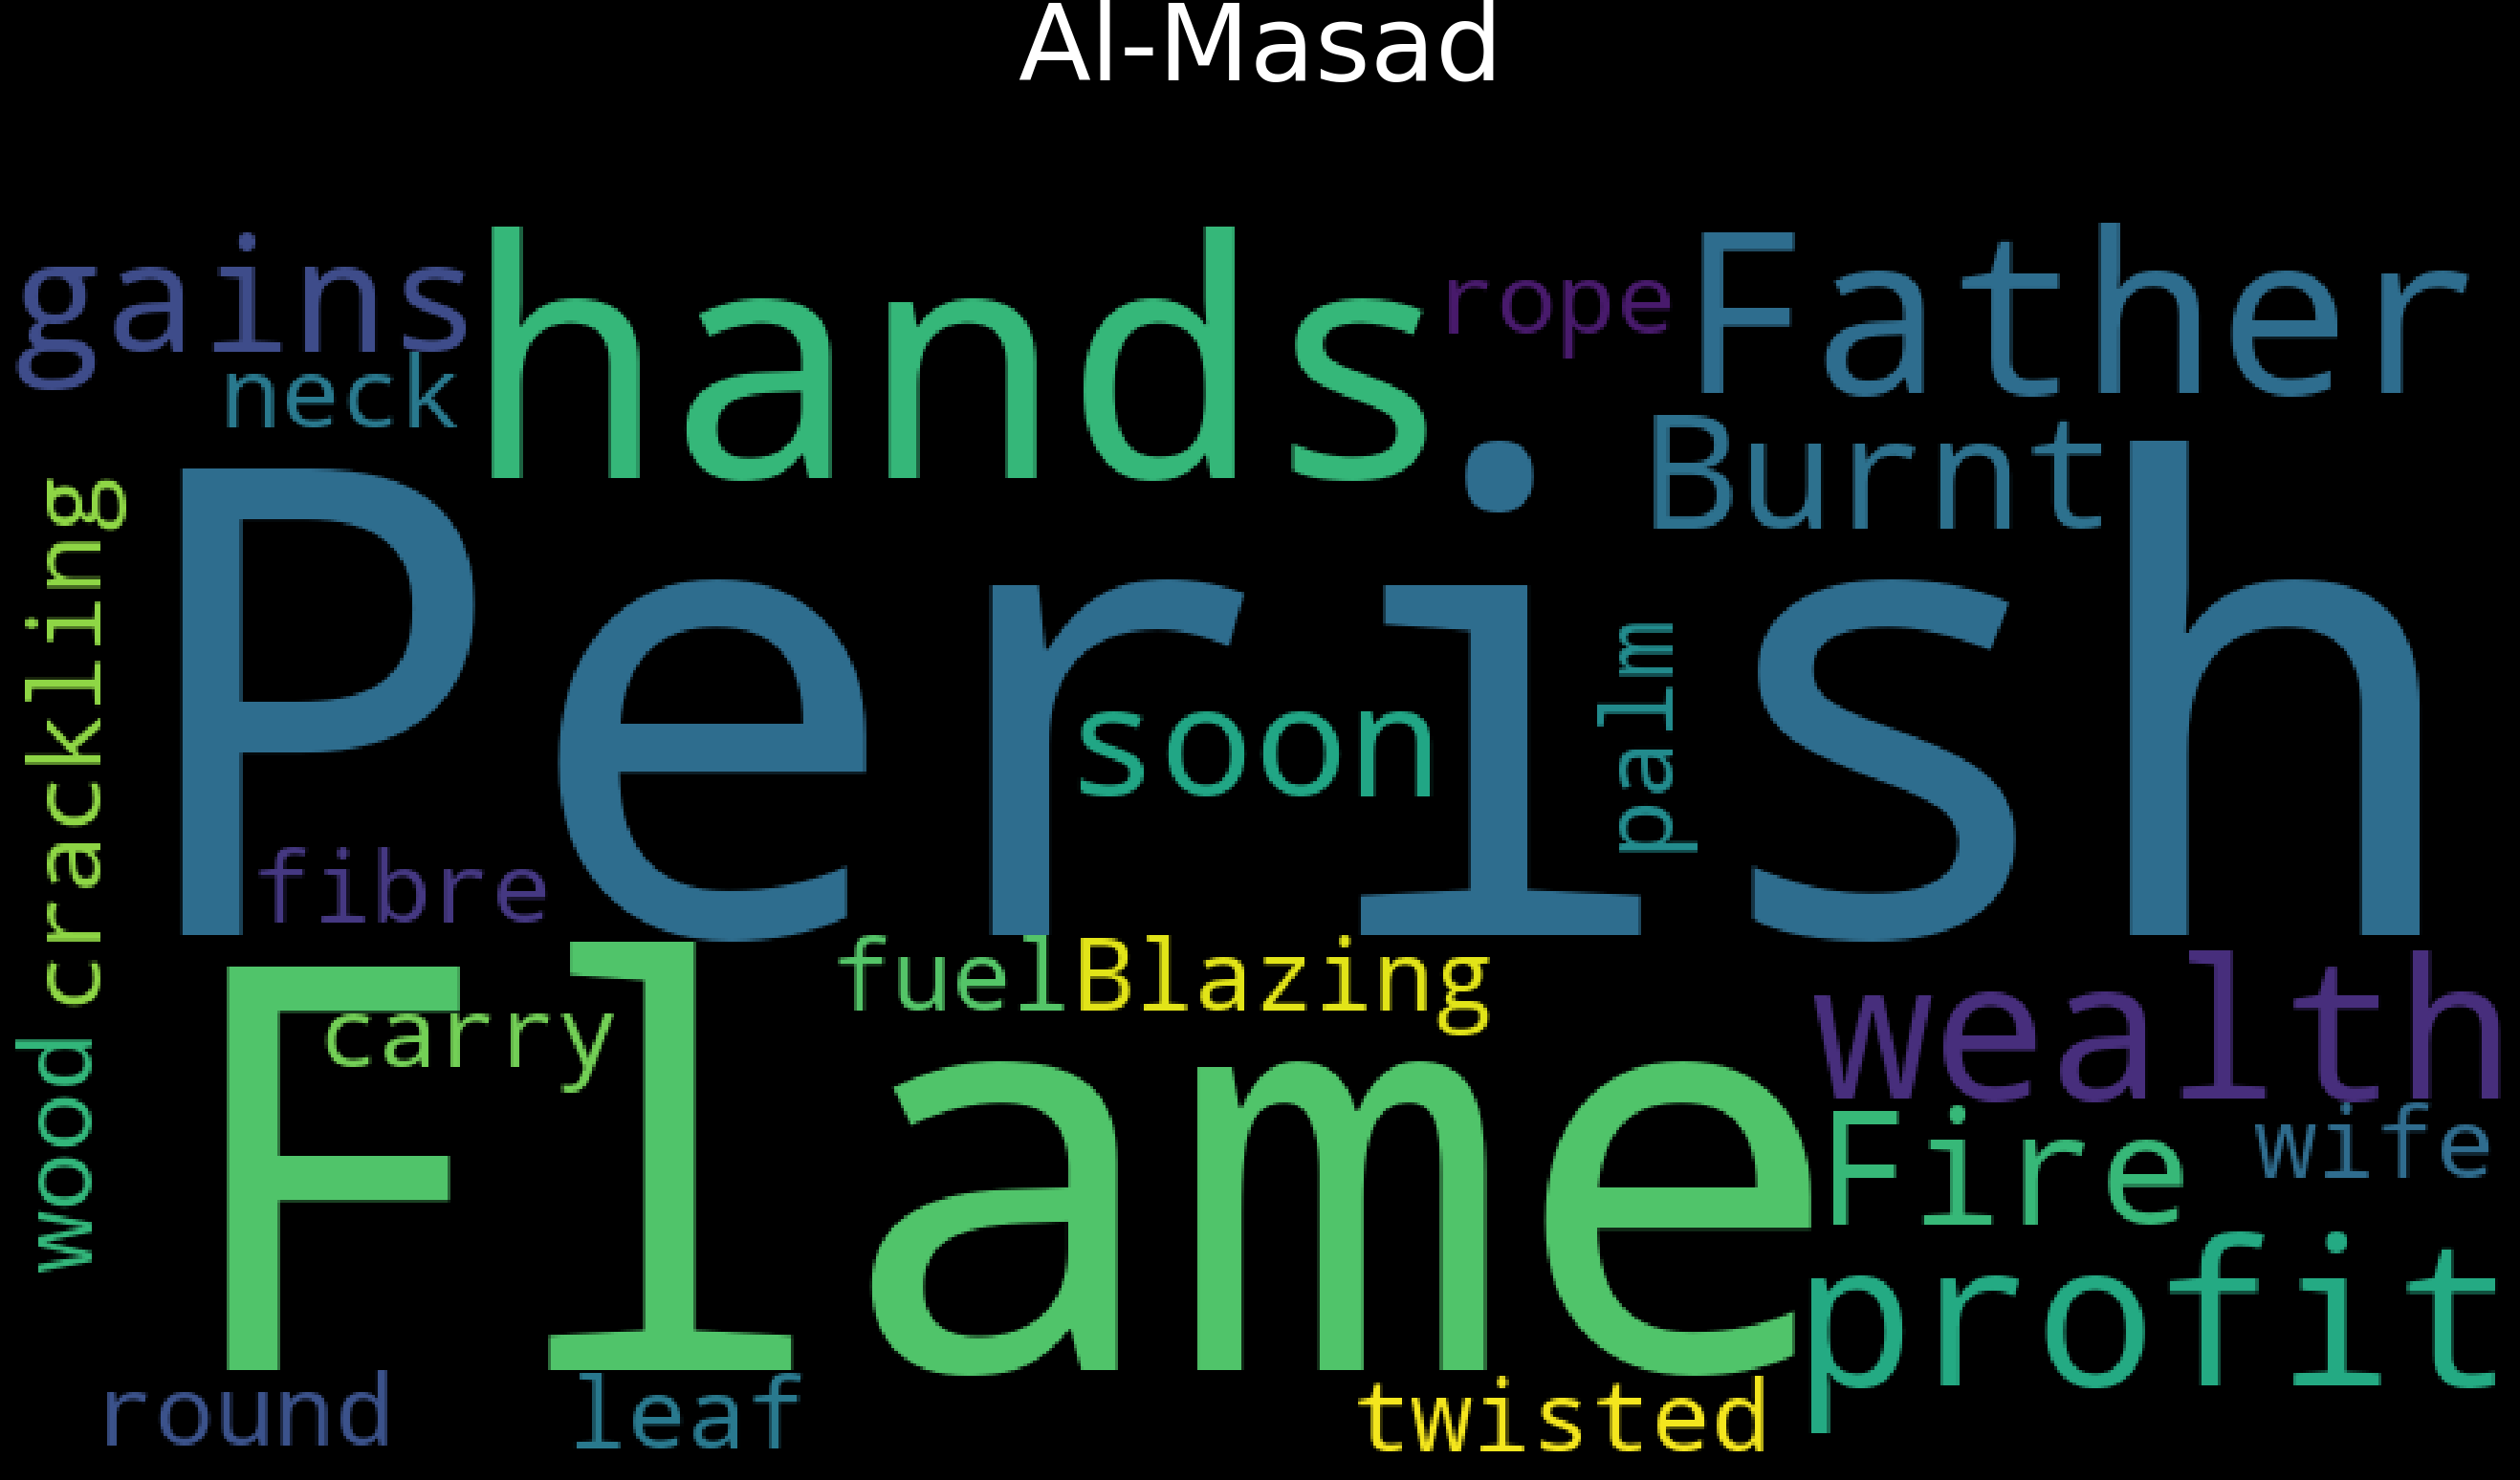 Al-Masad
gains
hands
rope
Father
neck
Burnt
crackling
Perish
soon
palm
fibre
fuel
Blazing
wealth
carry
wood
Flame
Fire
wife
profit
round
leaf
twisted